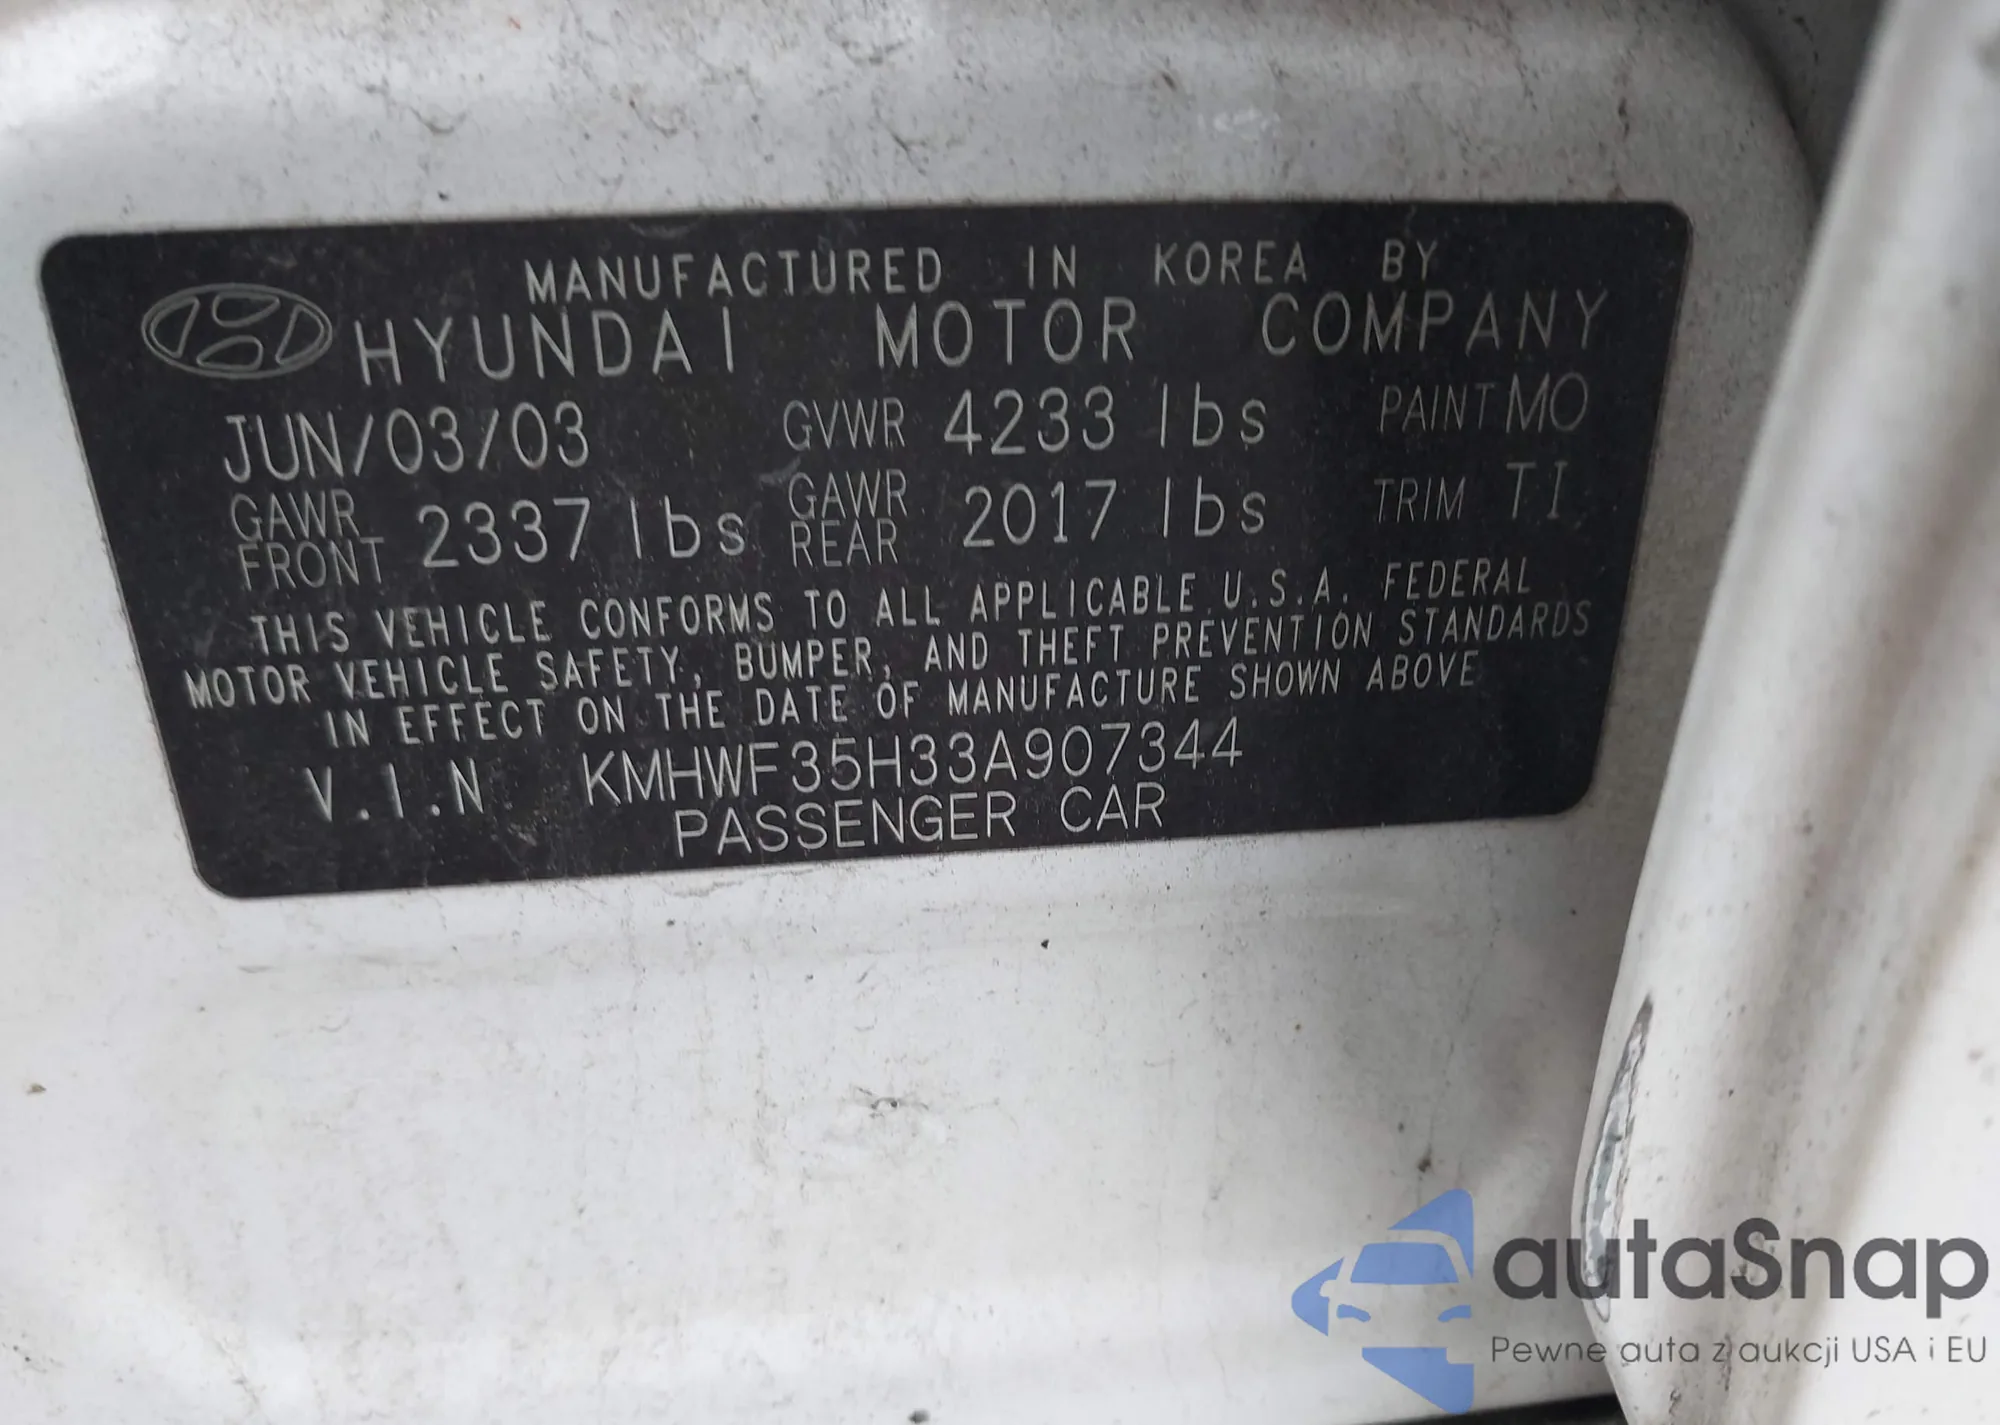 MANUFACTURED IN KOREA BY
HYUNDAI MOTOR COMPANY
JUN/03/03 GVWR 4233 lbs PAINT MO
GAWR FRONT 2337 lbs GAWR REAR 2017 lbs TRIM TI
THIS VEHICLE CONFORMS TO ALL APPLICABLE U.S.A. FEDERAL
MOTOR VEHICLE SAFETY, BUMPER, AND THEFT PREVENTION STANDARDS
IN EFFECT ON THE DATE OF MANUFACTURE SHOWN ABOVE
V.I.N KMHWF35H33A907344
PASSENGER CAR
autaSnap
Pewne auta z aukcji USA i EU